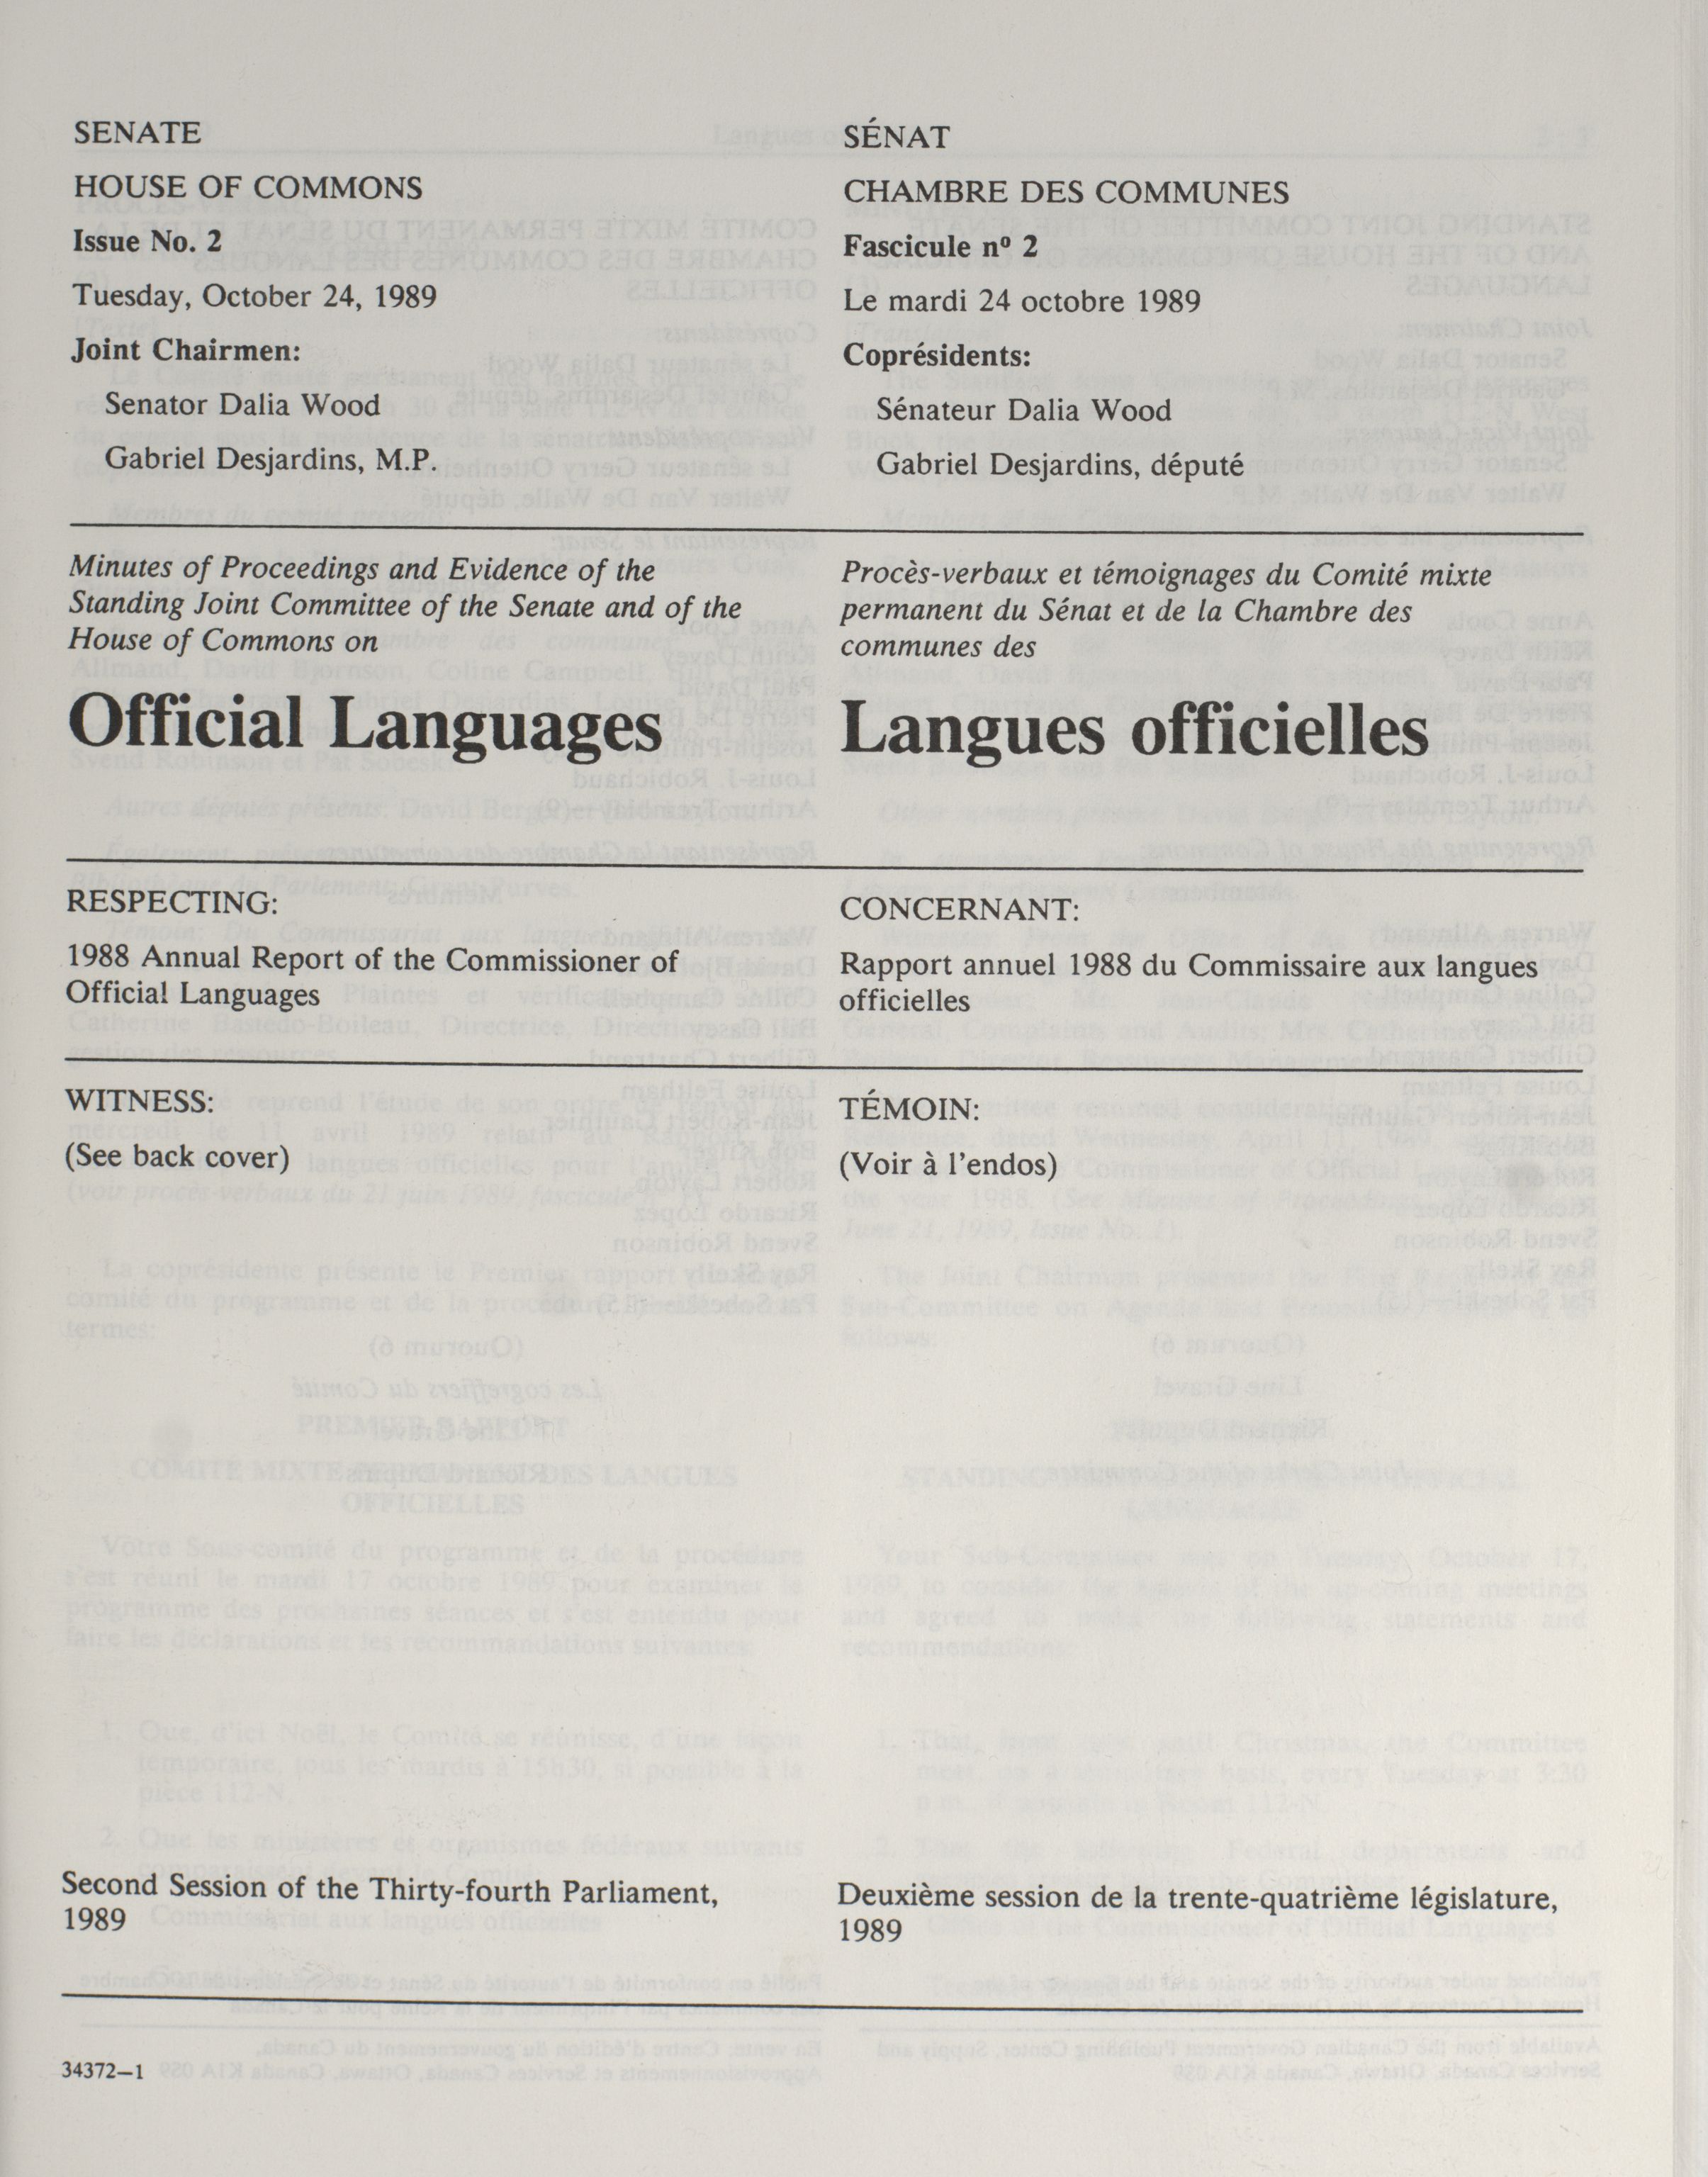 SENATE
HOUSE OF COMMONS
Issue No. 2
Tuesday, October 24, 1989
Joint Chairmen:
Senator Dalia Wood
Gabriel Desjardins, M.P.
SÉNAT
CHAMBRE DES COMMUNES
Fascicule nº 2
Le mardi 24 octobre 1989
Coprésidents:
Sénateur Dalia Wood
Gabriel Desjardins, député
Minutes of Proceedings and Evidence of the
Standing Joint Committee of the Senate and of the
House of Commons on
Official Languages
Procès-verbaux et témoignages du Comité mixte
permanent du Sénat et de la Chambre des
communes des
Langues officielles
RESPECTING:
1988 Annual Report of the Commissioner of
Official Languages
CONCERNANT:
Rapport annuel 1988 du Commissaire aux langues
officielles
WITNESS:
(See back cover)
TÉMOIN:
(Voir à l'endos)
Second Session of the Thirty-fourth Parliament,
1989
Deuxième session de la trente-quatrième législature,
1989
34372–1